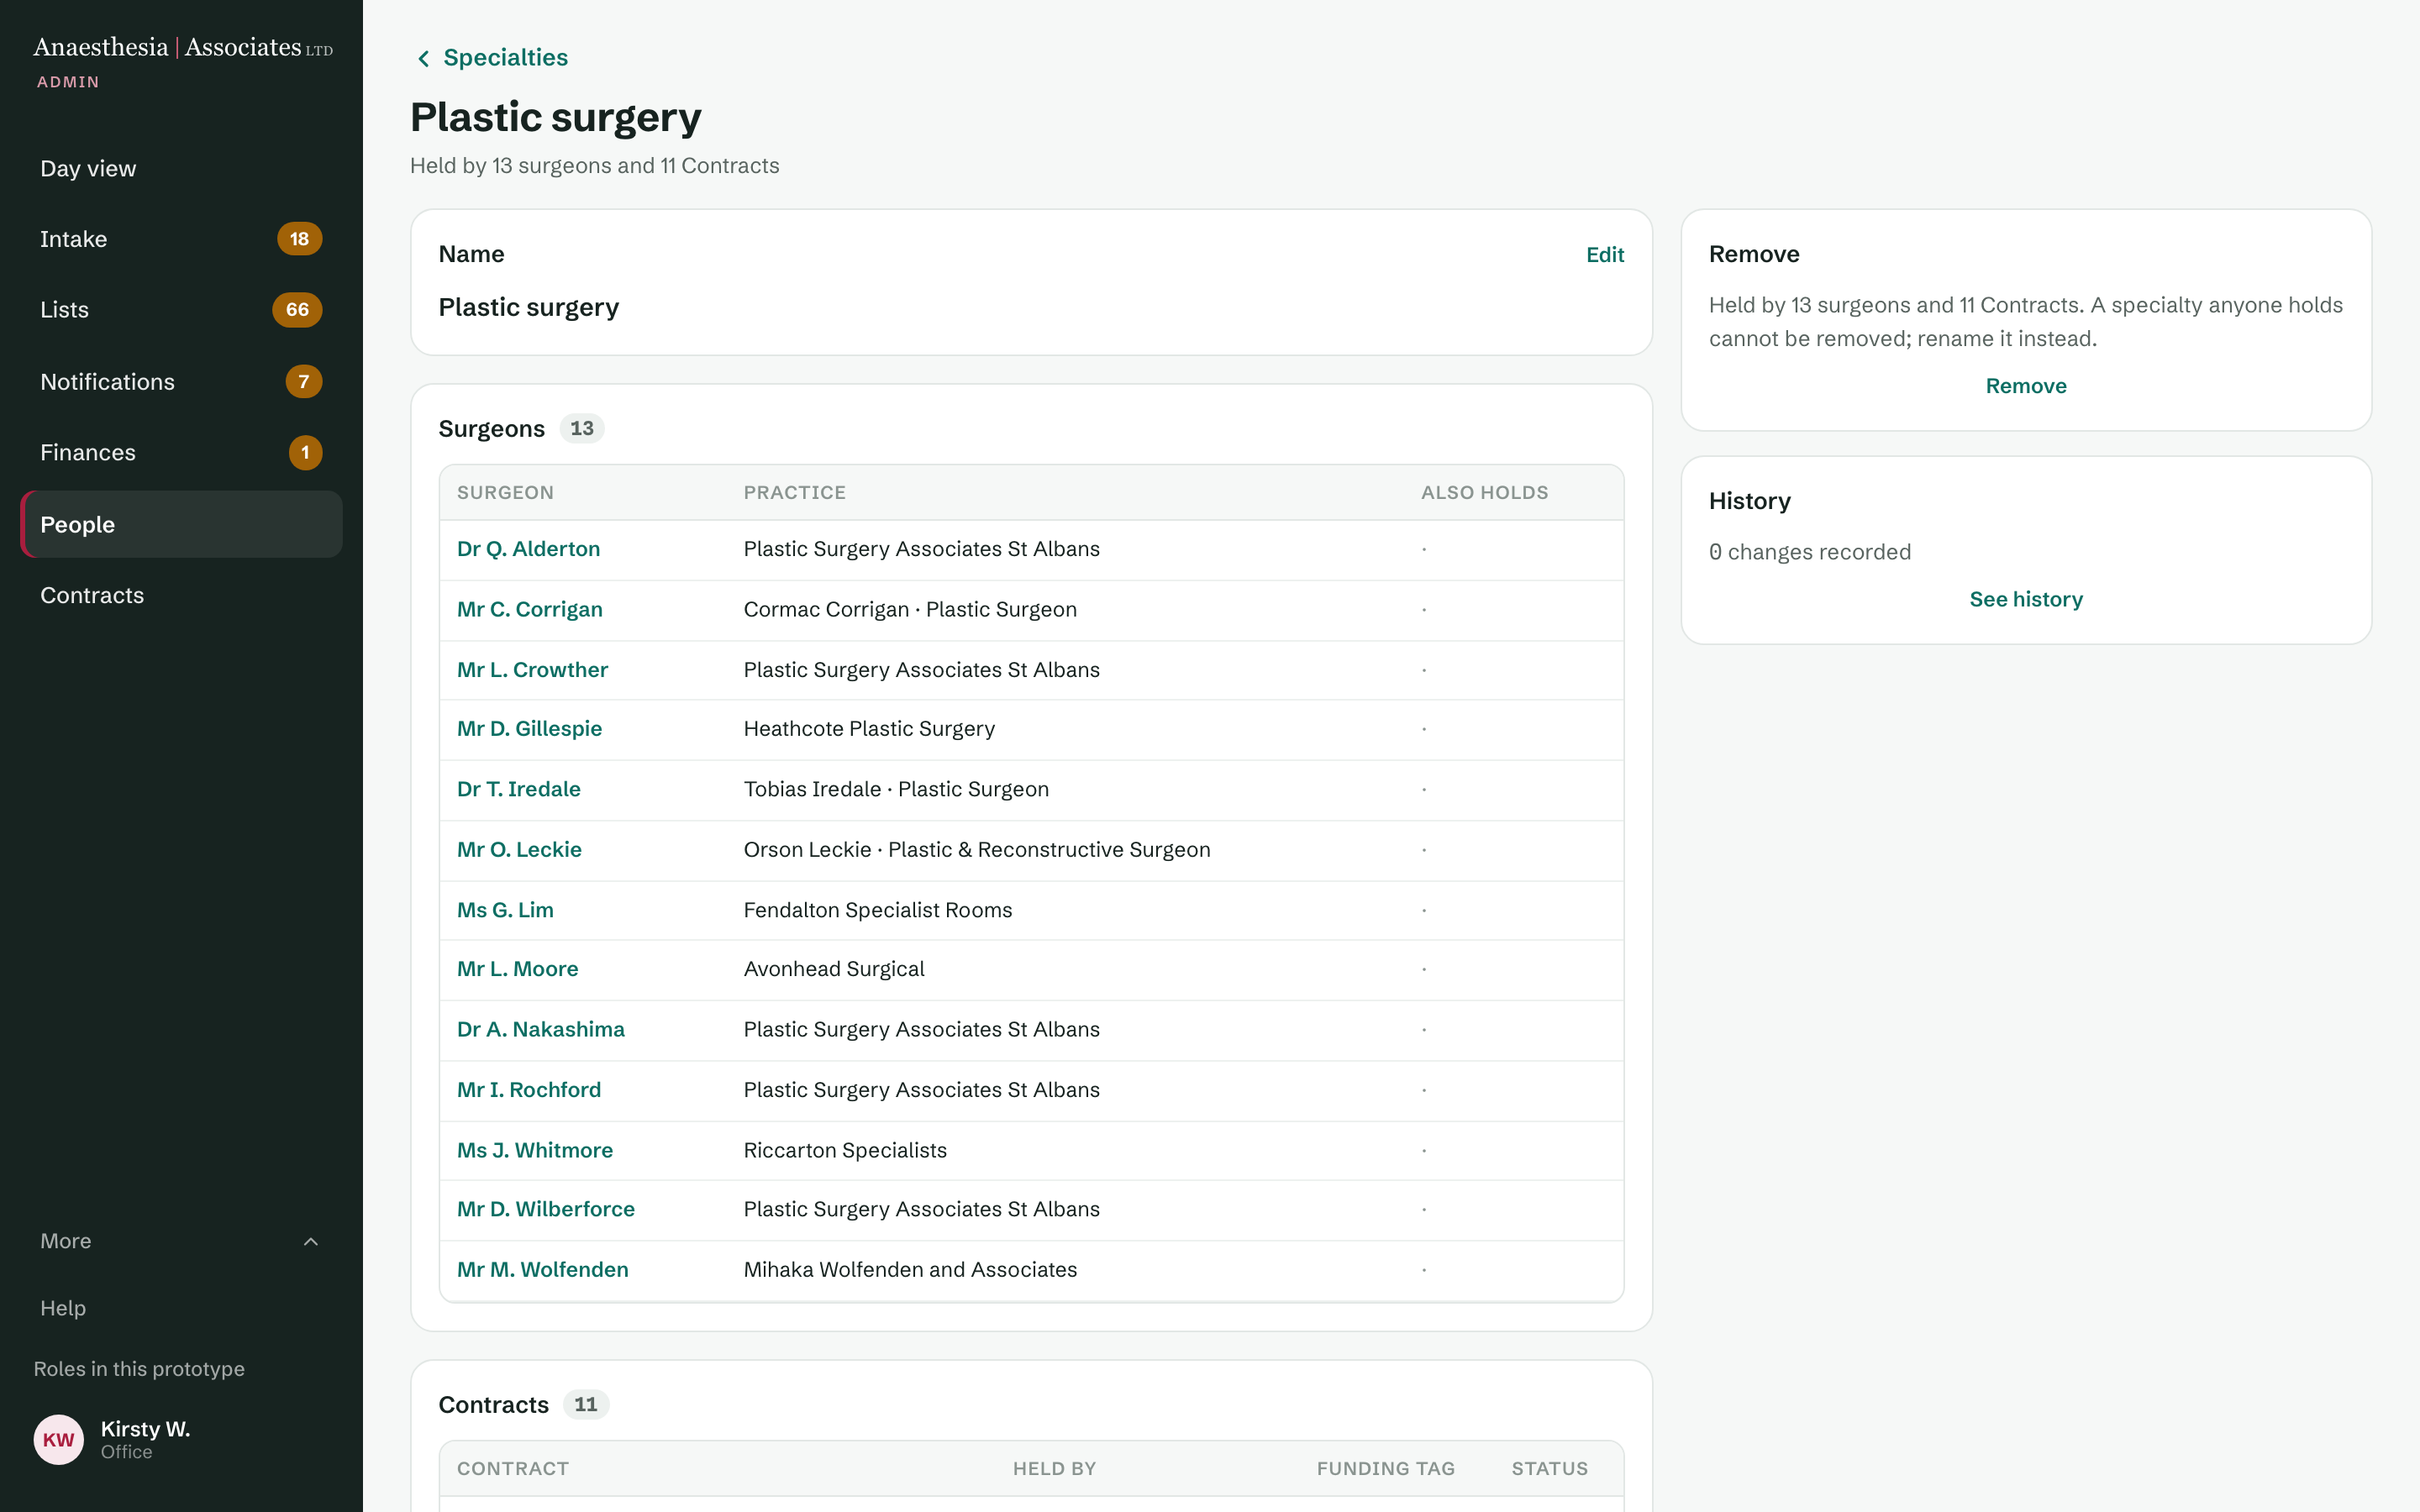 Anaesthesia | Associates LTD
ADMIN
Day view
Intake 18
Lists 66
Notifications 7
Finances 1
People
Contracts
More
Help
Roles in this prototype
KW
Kirsty W.
Office
Specialties
Plastic surgery
Held by 13 surgeons and 11 Contracts
Name Edit
Plastic surgery
Surgeons 13
SURGEON PRACTICE ALSO HOLDS
Dr Q. Alderton Plastic Surgery Associates St Albans ·
Mr C. Corrigan Cormac Corrigan · Plastic Surgeon ·
Mr L. Crowther Plastic Surgery Associates St Albans ·
Mr D. Gillespie Heathcote Plastic Surgery ·
Dr T. Iredale Tobias Iredale · Plastic Surgeon ·
Mr O. Leckie Orson Leckie · Plastic & Reconstructive Surgeon ·
Ms G. Lim Fendalton Specialist Rooms ·
Mr L. Moore Avonhead Surgical ·
Dr A. Nakashima Plastic Surgery Associates St Albans ·
Mr I. Rochford Plastic Surgery Associates St Albans ·
Ms J. Whitmore Riccarton Specialists ·
Mr D. Wilberforce Plastic Surgery Associates St Albans ·
Mr M. Wolfenden Mihaka Wolfenden and Associates ·
Contracts 11
CONTRACT HELD BY FUNDING TAG STATUS
Remove
Held by 13 surgeons and 11 Contracts. A specialty anyone holds
cannot be removed; rename it instead.
Remove
History
0 changes recorded
See history